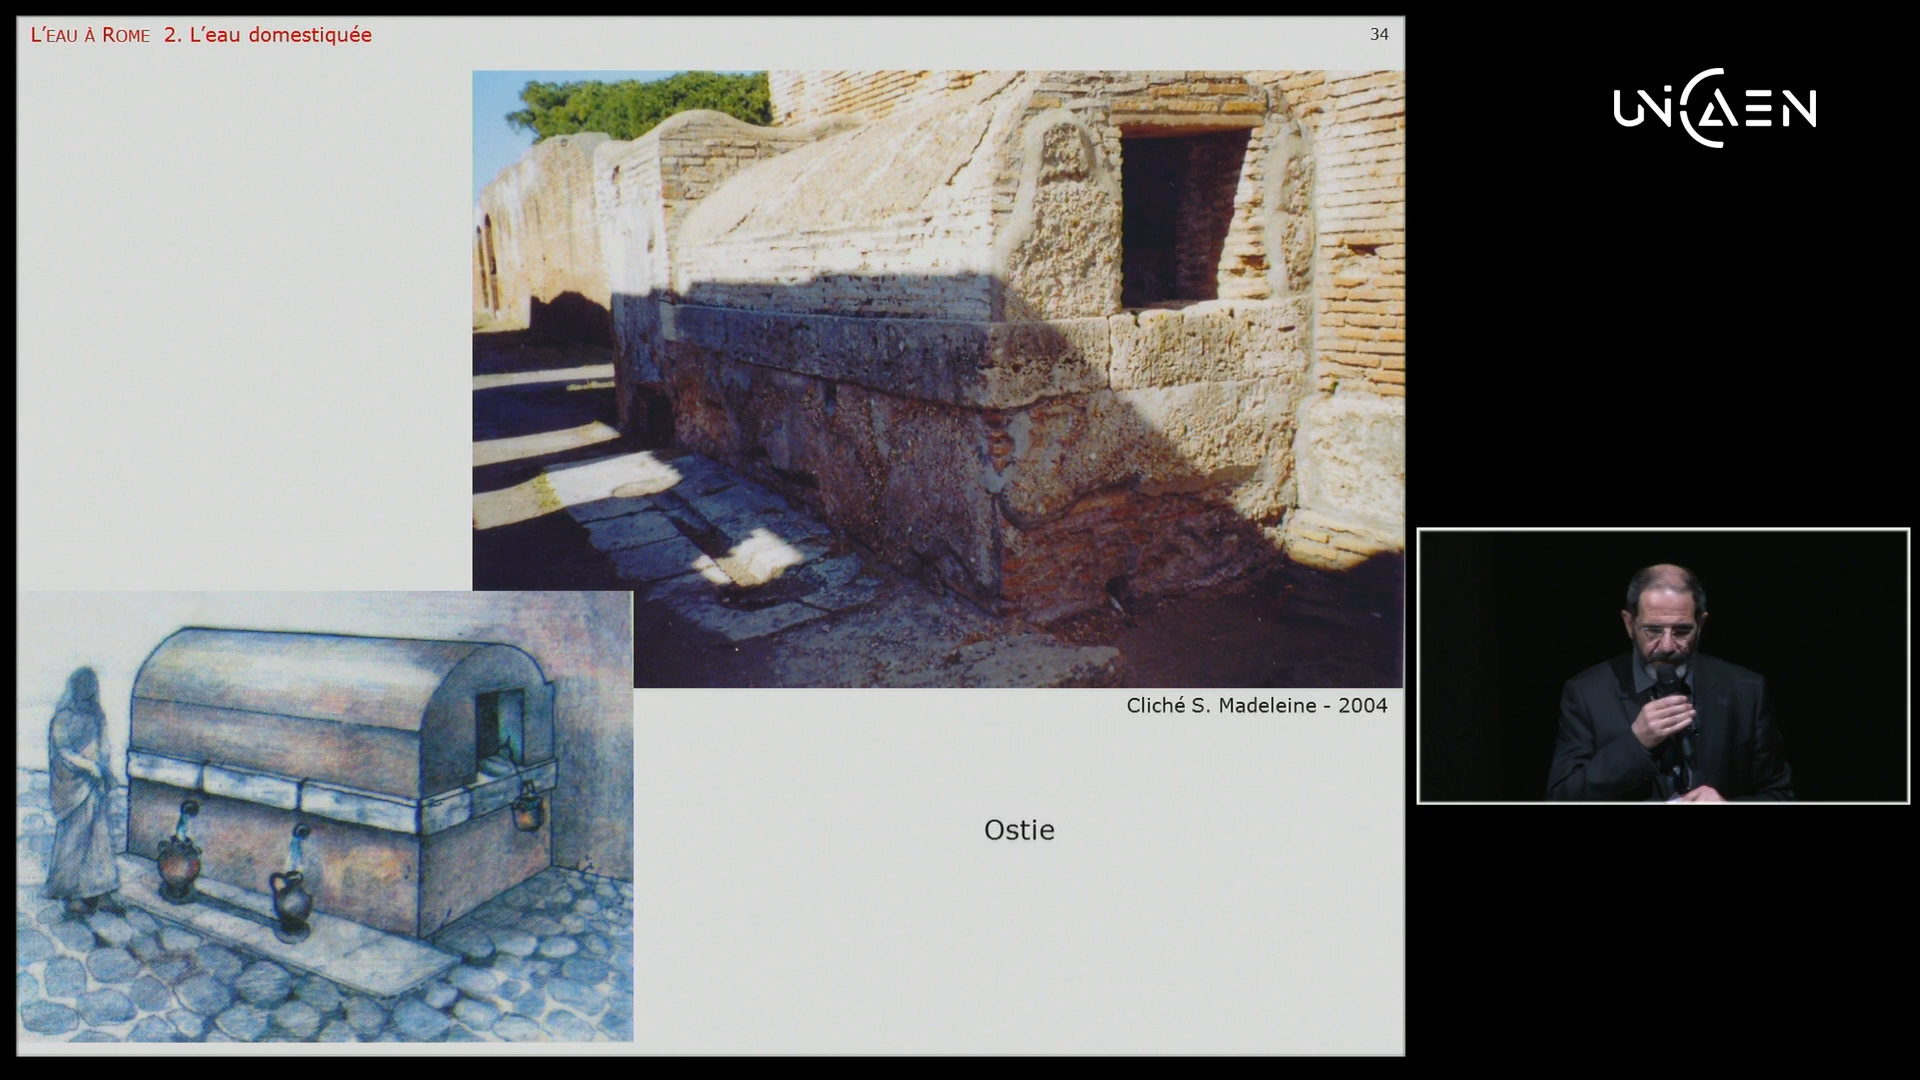 L'EAU À ROME 2. L'eau domestiquée
34
UNICAEN
Cliché S. Madeleine - 2004
Ostie